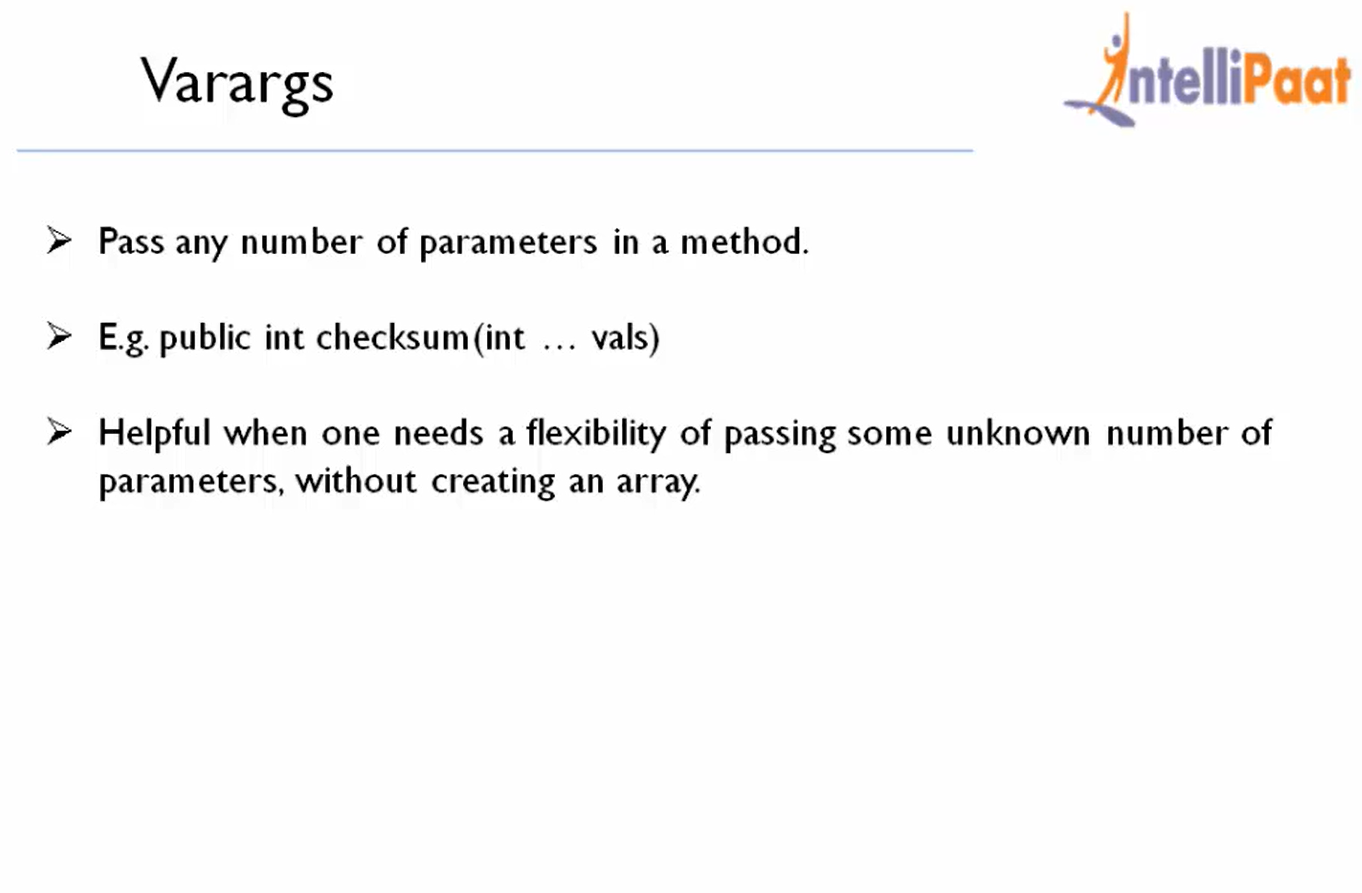 Varargs
IntelliPaat
Pass any number of parameters in a method.
E.g. public int checksum(int … vals)
Helpful when one needs a flexibility of passing some unknown number of
parameters, without creating an array.